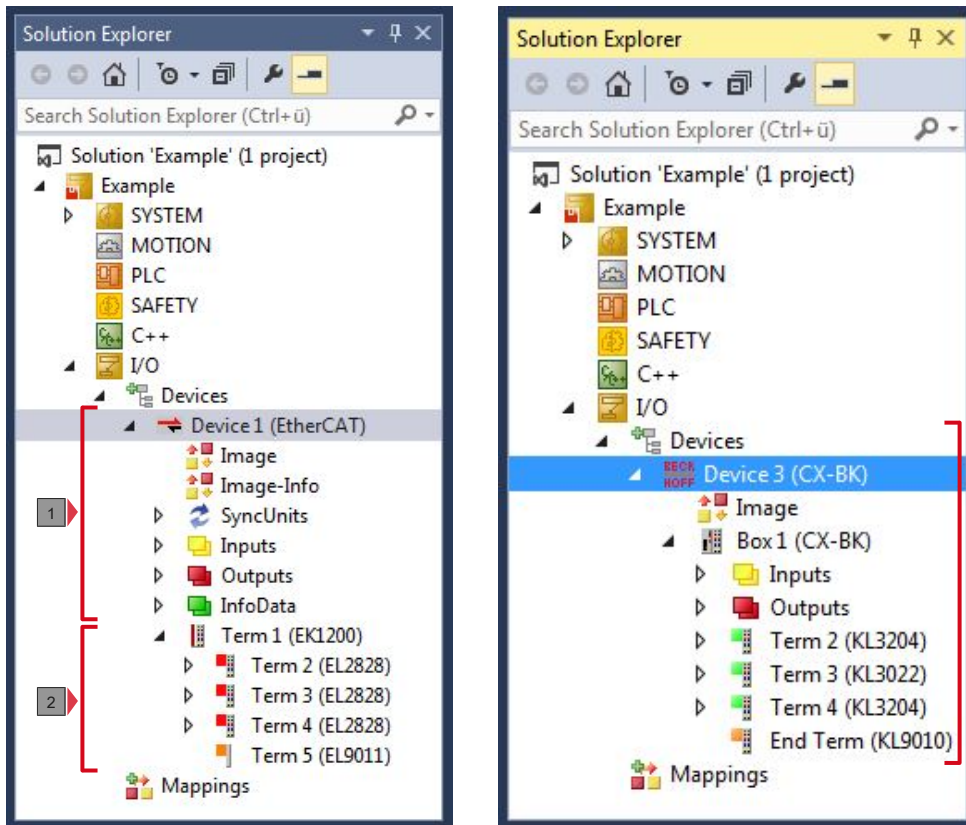 Solution Explorer
Search Solution Explorer (Ctrl+ü)
Solution 'Example' (1 project)
Example
SYSTEM
MOTION
PLC
SAFETY
C++
I/O
Devices
Device 1 (EtherCAT)
Image
Image-Info
SyncUnits
Inputs
Outputs
InfoData
Term 1 (EK1200)
Term 2 (EL2828)
Term 3 (EL2828)
Term 4 (EL2828)
Term 5 (EL9011)
Mappings
1
2
Solution Explorer
Search Solution Explorer (Ctrl+ü)
Solution 'Example' (1 project)
Example
SYSTEM
MOTION
PLC
SAFETY
C++
I/O
Devices
BECK
HOFF
Device 3 (CX-BK)
Image
Box 1 (CX-BK)
Inputs
Outputs
Term 2 (KL3204)
Term 3 (KL3022)
Term 4 (KL3204)
End Term (KL9010)
Mappings